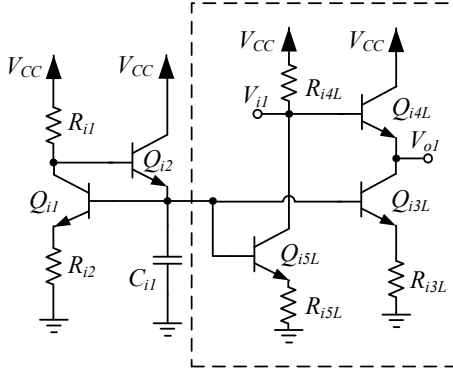 V_CC
V_CC
V_CC
V_CC
R_i1
V_i1
R_i4L
Q_i4L
Q_i2
V_o1
Q_i1
Q_i3L
Q_i5L
R_i2
C_i1
R_i5L
R_i3L